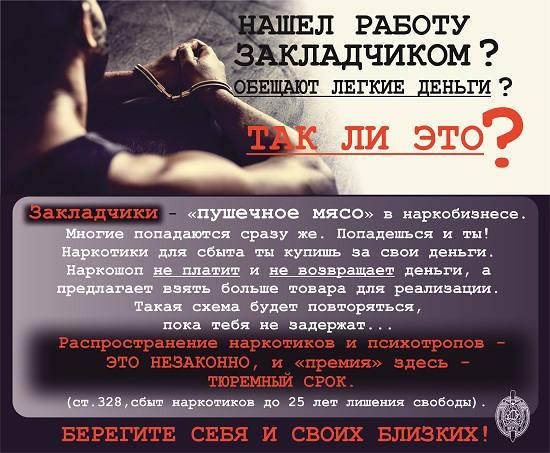 НАШЕЛ РАБОТУ
ЗАКЛАДЧИКОМ?
ОБЕЩАЮТ ЛЕГКИЕ ДЕНЬГИ?
ТАК ЛИ ЭТО?
Закладчики - «пушечное мясо» в наркобизнесе.
Многие попадаются сразу же. Попадешься и ты!
Наркотики для сбыта ты купишь за свои деньги.
Наркошоп не платит и не возвращает деньги, а
предлагает взять больше товара для реализации.
Такая схема будет повторяться,
пока тебя не задержат...
Распространение наркотиков и психотропов -
ЭТО НЕЗАКОННО, и «премия» здесь -
ТЮРЕМНЫЙ СРОК.
(ст.328,сбыт наркотиков до 25 лет лишения свободы).
БЕРЕГИТЕ СЕБЯ И СВОИХ БЛИЗКИХ!